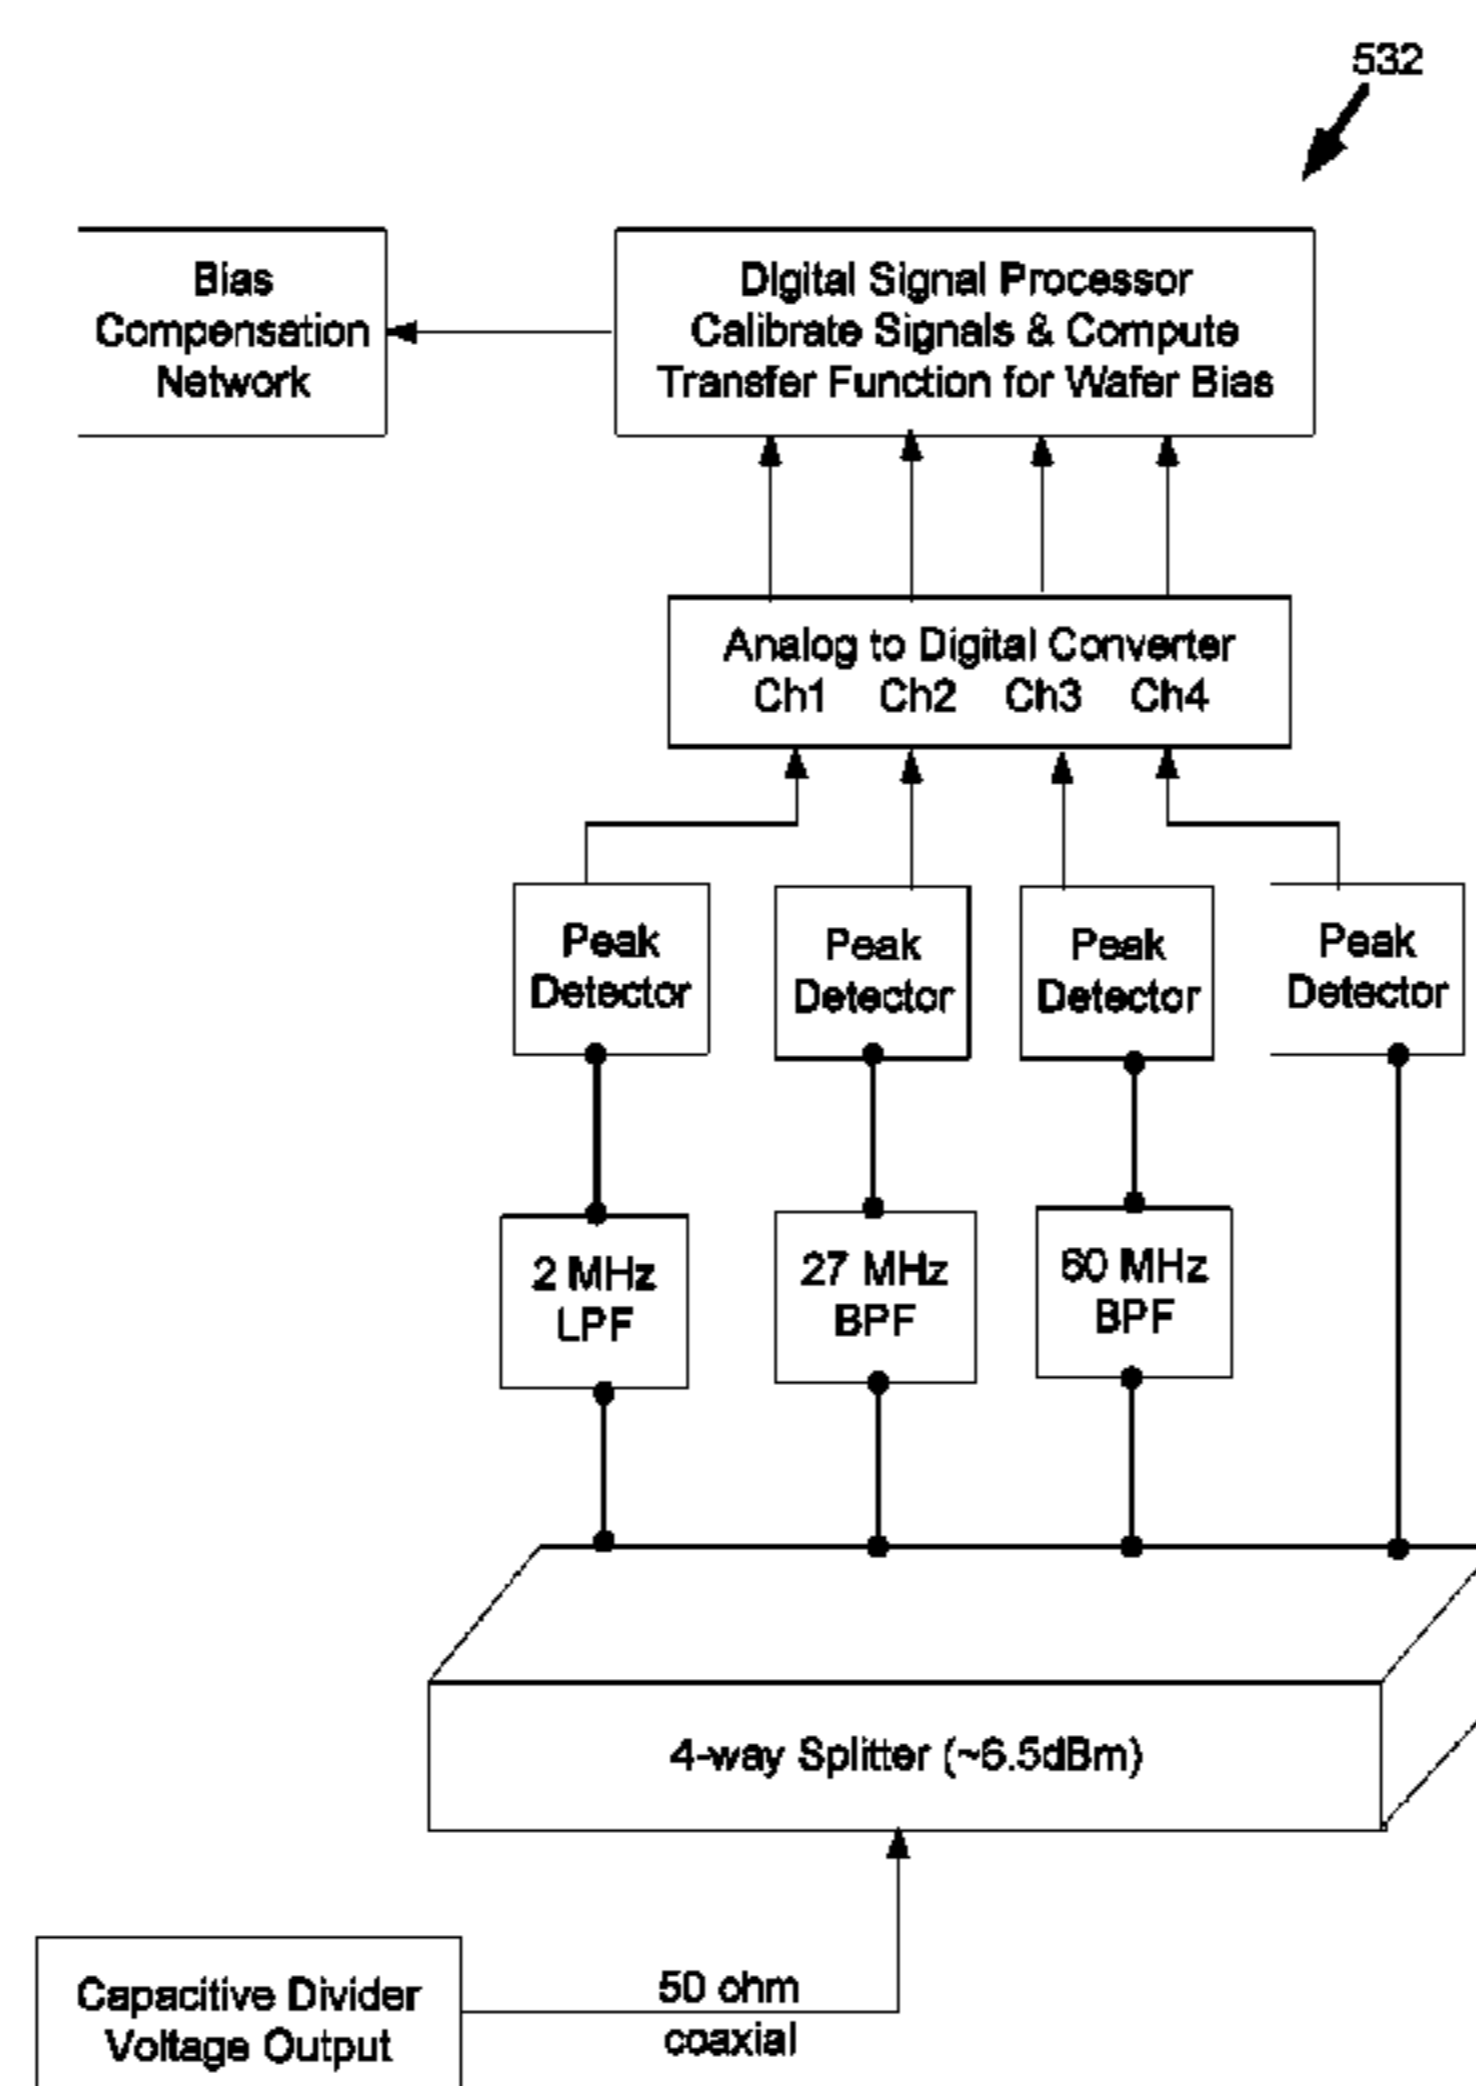 532
Bias
Compensation
Network
Digital Signal Processor
Calibrate Signals & Compute
Transfer Function for Wafer Bias
Analog to Digital Converter
Ch1 Ch2 Ch3 Ch4
Peak
Detector
Peak
Detector
Peak
Detector
Peak
Detector
2 MHz
LPF
27 MHz
BPF
60 MHz
BPF
4-way Splitter (~6.5dBm)
50 ohm
coaxial
Capacitive Divider
Voltage Output